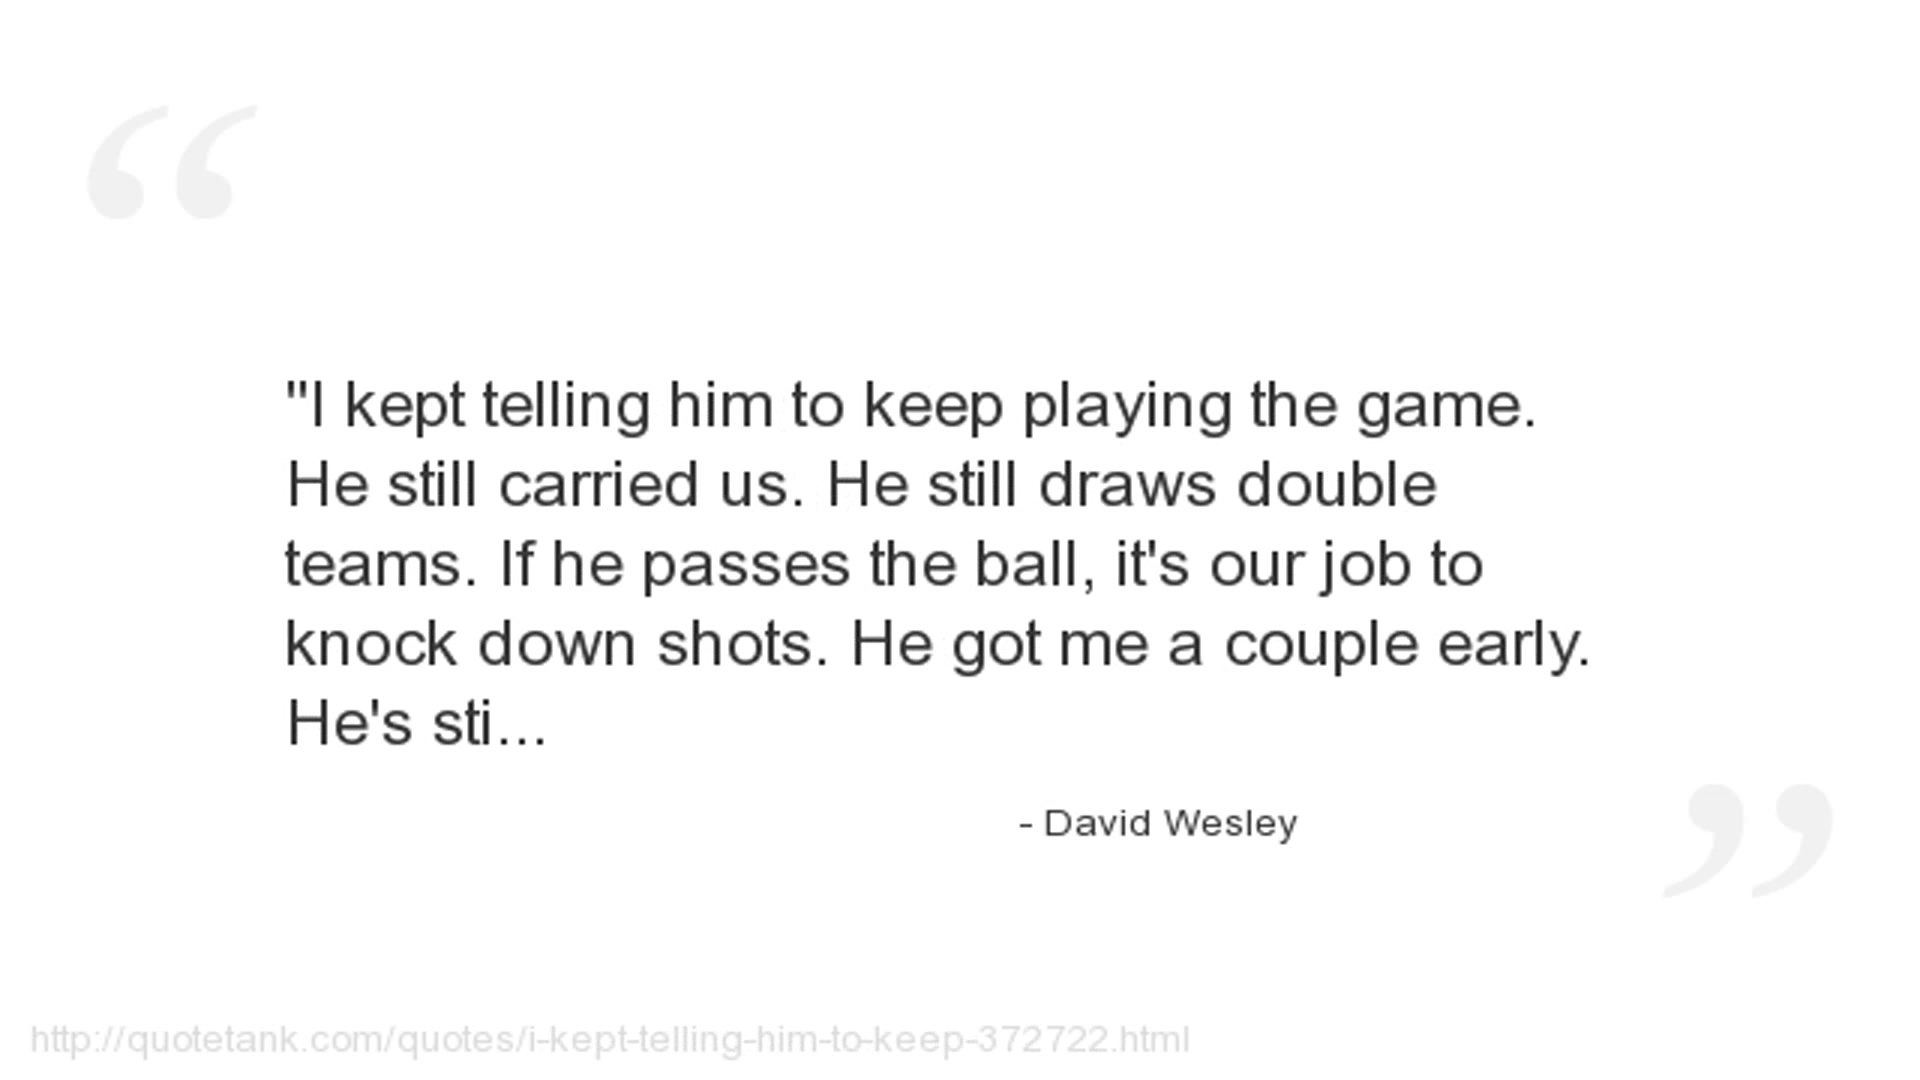 "I kept telling him to keep playing the game.
He still carried us. He still draws double
teams. If he passes the ball, it's our job to
knock down shots. He got me a couple early.
He's sti...
- David Wesley
http://quotetank.com/quotes/i-kept-telling-him-to-keep-372722.html